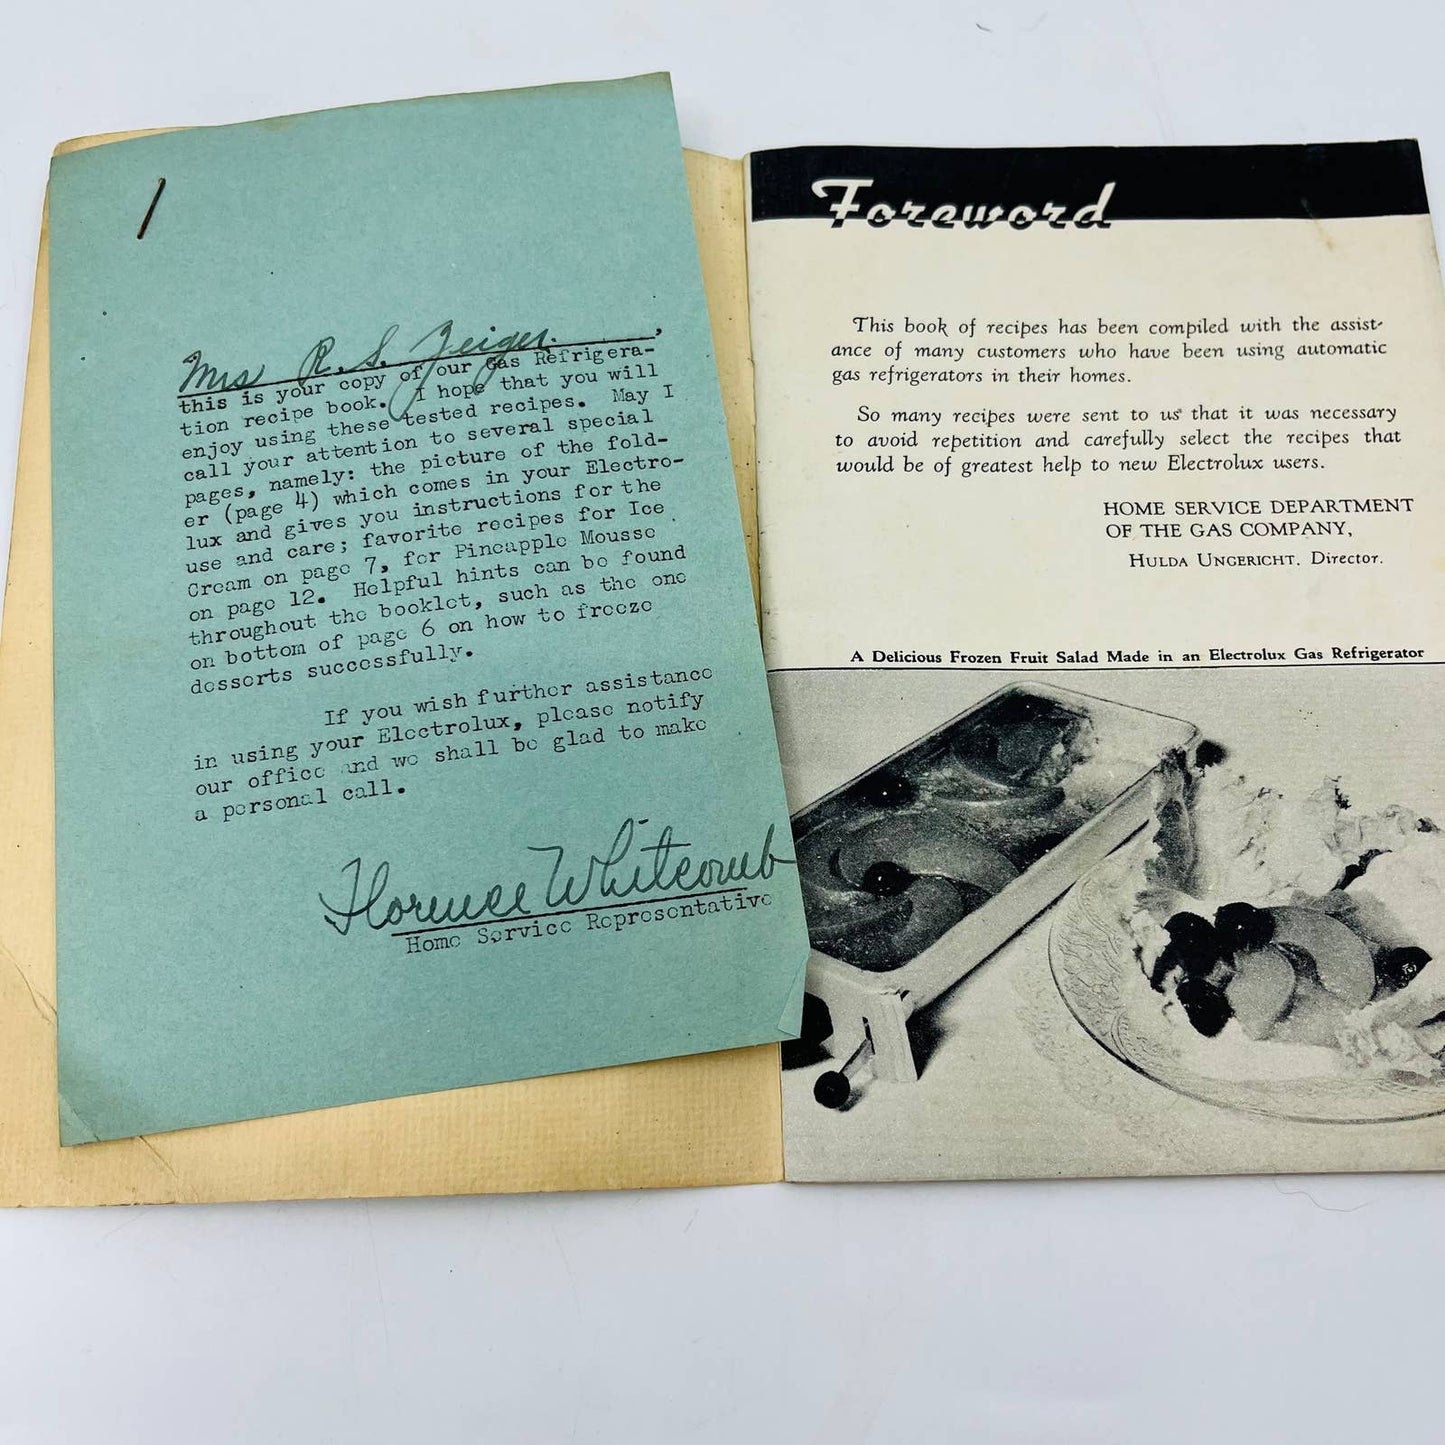 Mrs R. S. Zeiger,
this is your copy of our Gas Refrigera-
tion recipe book. I hope that you will
enjoy using these tested recipes. May I
call your attention to several special
pages, namely: the picture of the fold-
er (page 4) which comes in your Electro-
lux and gives you instructions for the
use and care; favorite recipes for Ice
Cream on page 7, for Pineapple Mousse
on page 12. Helpful hints can be found
throughout the booklet, such as the one
on bottom of page 6 on how to freeze
desserts successfully.
If you wish further assistance
in using your Electrolux, please notify
our office and we shall be glad to make
a personal call.
Florence Whitcomb
Home Service Representative
Foreword
This book of recipes has been compiled with the assist-
ance of many customers who have been using automatic
gas refrigerators in their homes.
So many recipes were sent to us that it was necessary
to avoid repetition and carefully select the recipes that
would be of greatest help to new Electrolux users.
HOME SERVICE DEPARTMENT
OF THE GAS COMPANY,
HULDA UNGERICHT, Director.
A Delicious Frozen Fruit Salad Made in an Electrolux Gas Refrigerator